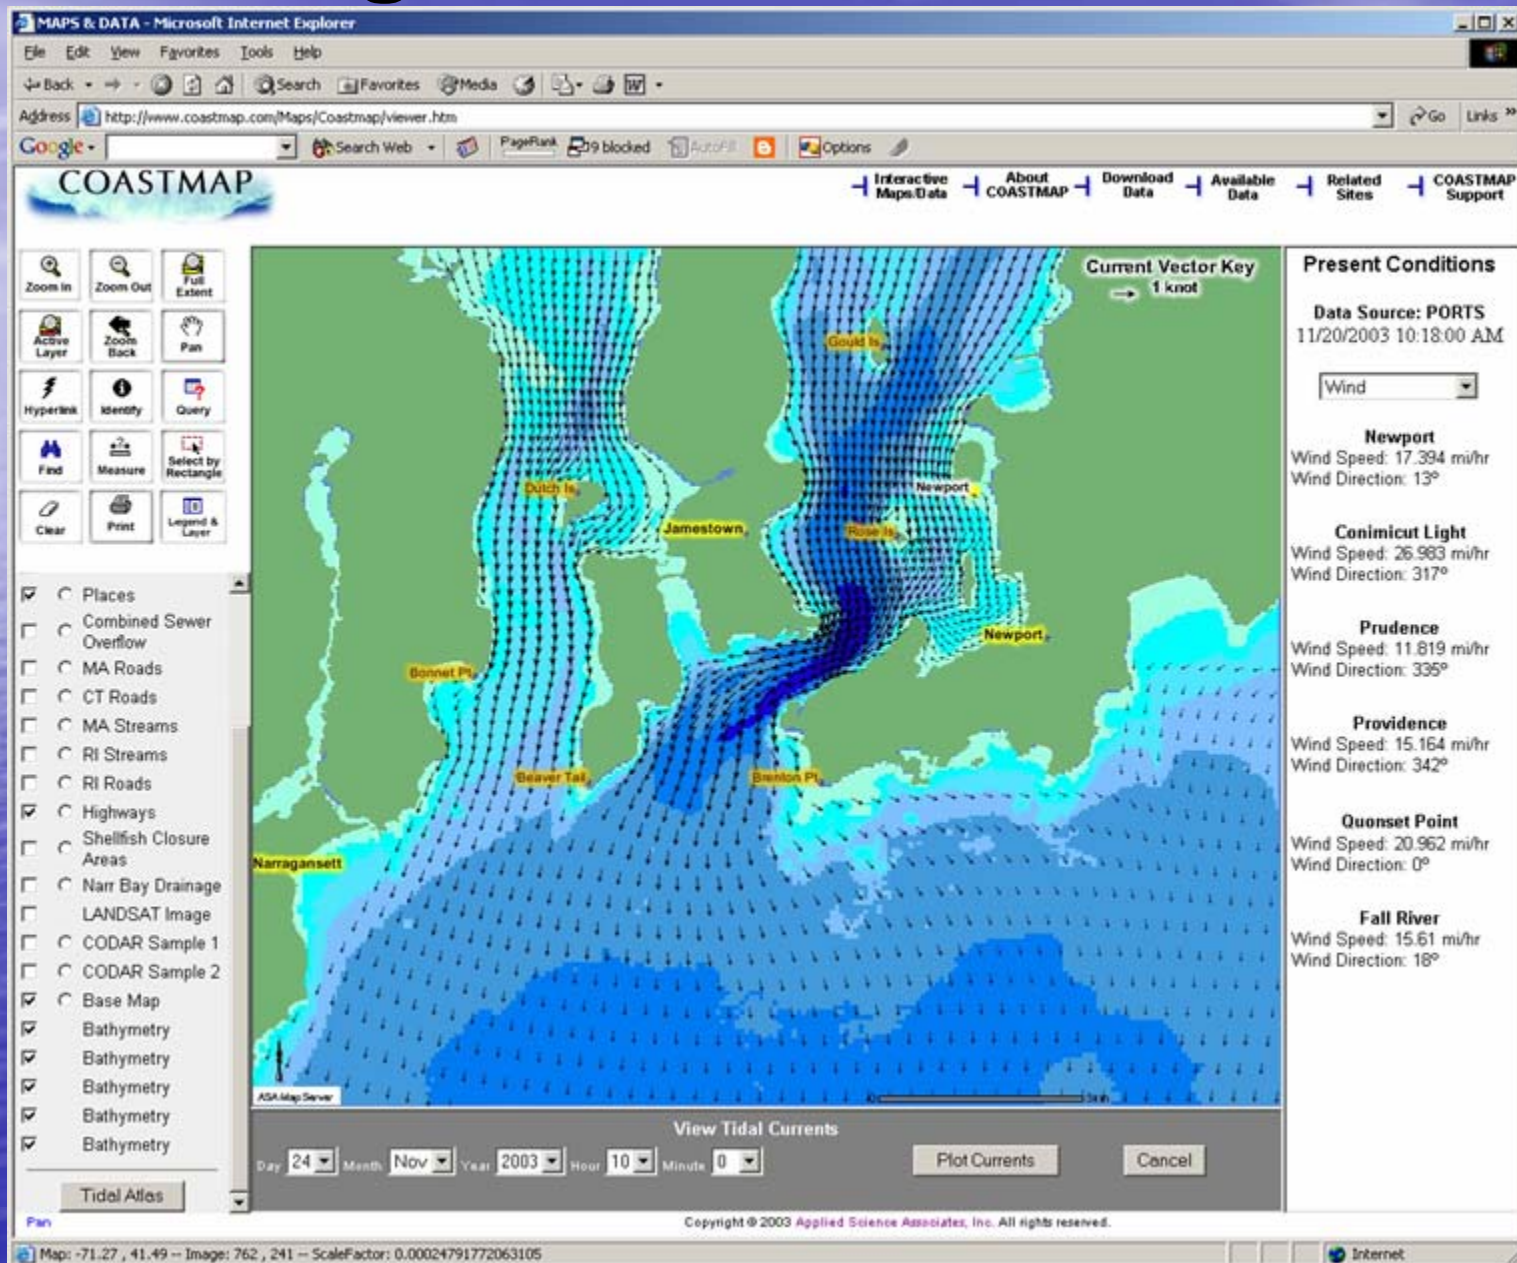 MAPS & DATA - Microsoft Internet Explorer
File Edit View Favorites Tools Help
Back Search Favorites Media
Address http://www.coastmap.com/Maps/Coastmap/viewer.htm Go Links »
Google Search Web PageRank 9 blocked AutoFill Options
COASTMAP
Interactive Maps/Data
About COASTMAP
Download Data
Available Data
Related Sites
COASTMAP Support
Zoom In Zoom Out Full Extent
Active Layer Zoom Back Pan
Hyperlink Identify Query
Find Measure Select by Rectangle
Clear Print Legend & Layer
Places
Combined Sewer
Overflow
MA Roads
CT Roads
MA Streams
RI Streams
RI Roads
Highways
Shellfish Closure
Areas
Narr Bay Drainage
LANDSAT Image
CODAR Sample 1
CODAR Sample 2
Base Map
Bathymetry
Bathymetry
Bathymetry
Bathymetry
Bathymetry
Tidal Atlas
Pan
Current Vector Key
1 knot
Gould Is.
Dutch Is.
Newport
Jamestown
Rose Is.
Newport
Bonnet Pt.
Beaver Tail
Brenton Pt.
Narragansett
ASA Map Server
Present Conditions
Data Source: PORTS
11/20/2003 10:18:00 AM
Wind
Newport
Wind Speed: 17.394 mi/hr
Wind Direction: 13º
Conimicut Light
Wind Speed: 26.983 mi/hr
Wind Direction: 317º
Prudence
Wind Speed: 11.819 mi/hr
Wind Direction: 335º
Providence
Wind Speed: 15.164 mi/hr
Wind Direction: 342º
Quonset Point
Wind Speed: 20.962 mi/hr
Wind Direction: 0º
Fall River
Wind Speed: 15.61 mi/hr
Wind Direction: 18º
View Tidal Currents
Day 24 Month Nov Year 2003 Hour 10 Minute 0 Plot Currents Cancel
Copyright © 2003 Applied Science Associates, Inc. All rights reserved.
Map: -71.27 , 41.49 -- Image: 762 , 241 -- ScaleFactor: 0.00024791772063105 Internet